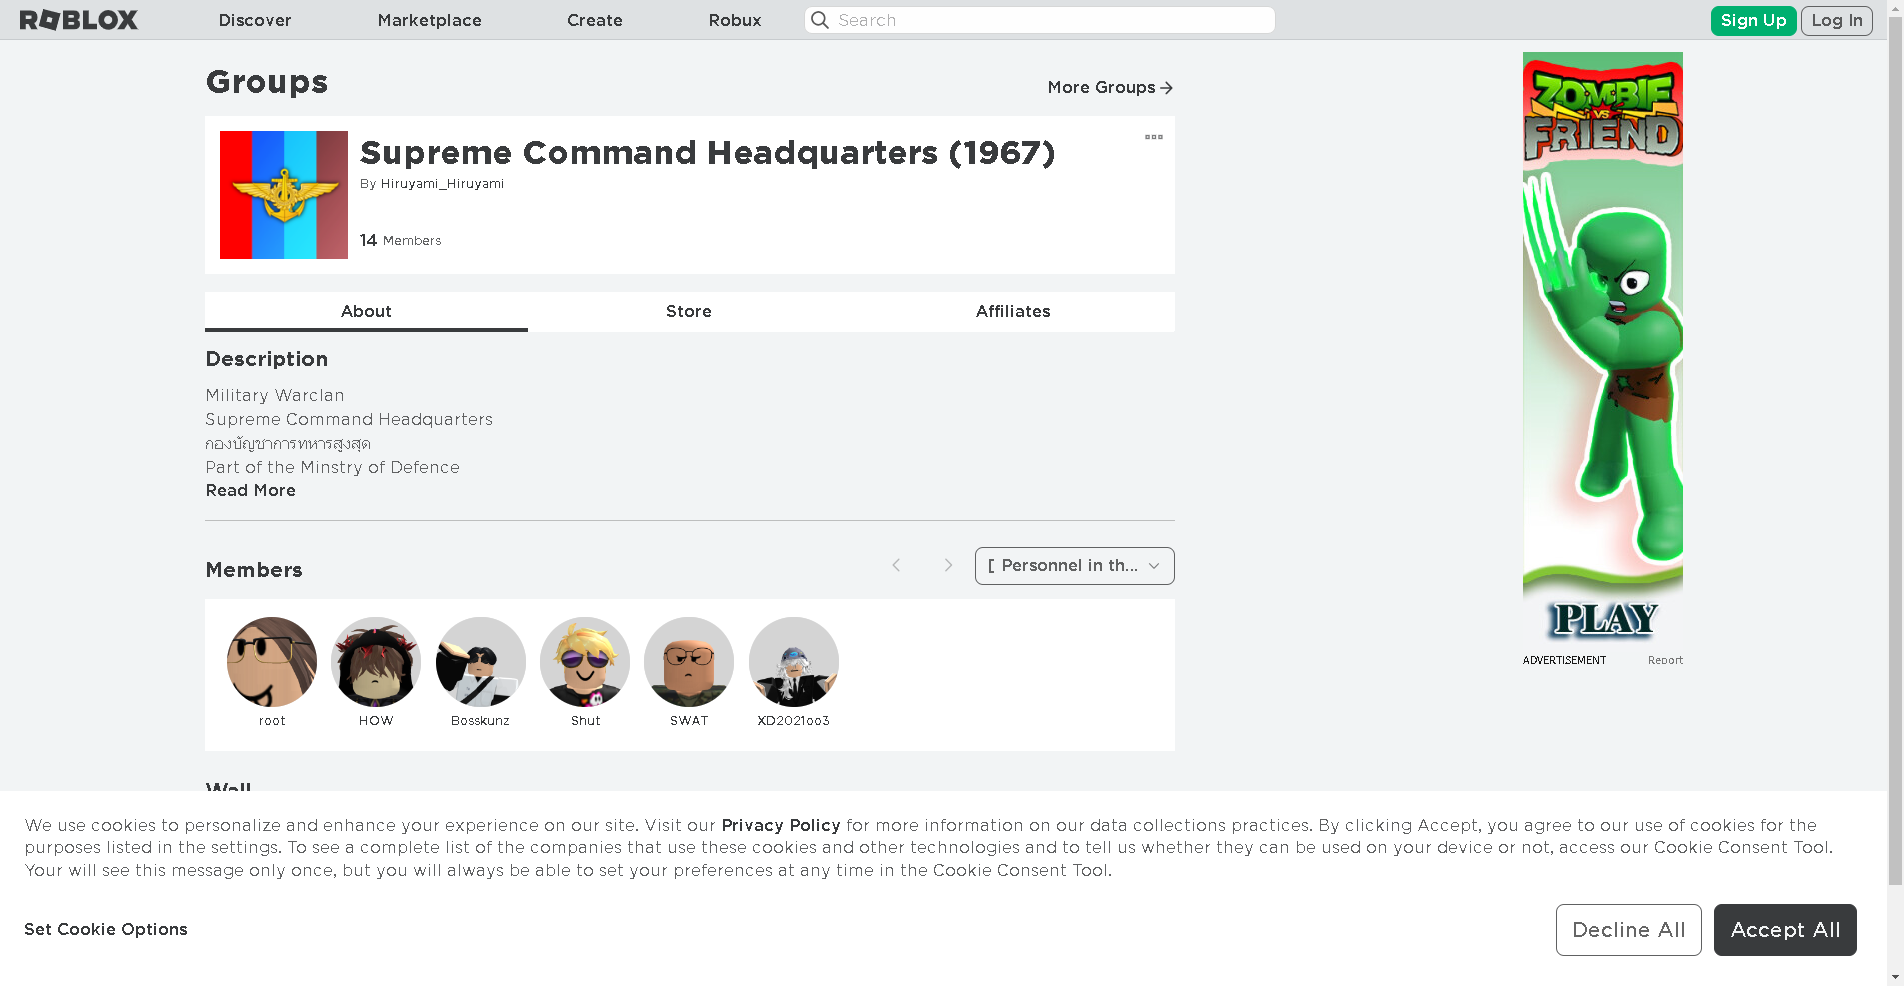 ROBLOX
Discover
Marketplace
Create
Robux
Search
Sign Up
Log In
Groups
More Groups
Supreme Command Headquarters (1967)
By Hiruyami_Hiruyami
14 Members
About
Store
Affiliates
Description
Military Warclan
Supreme Command Headquarters
กองบัญชาการทหารสูงสุด
Part of the Minstry of Defence
Read More
Members
[ Personnel in th...
root
HOW
Bosskunz
Shut
SWAT
XD2021oo3
Wall
ZOMBIE
VS
FRIEND
PLAY
ADVERTISEMENT
Report
We use cookies to personalize and enhance your experience on our site. Visit our Privacy Policy for more information on our data collections practices. By clicking Accept, you agree to our use of cookies for the
purposes listed in the settings. To see a complete list of the companies that use these cookies and other technologies and to tell us whether they can be used on your device or not, access our Cookie Consent Tool.
Your will see this message only once, but you will always be able to set your preferences at any time in the Cookie Consent Tool.
Set Cookie Options
Decline All
Accept All